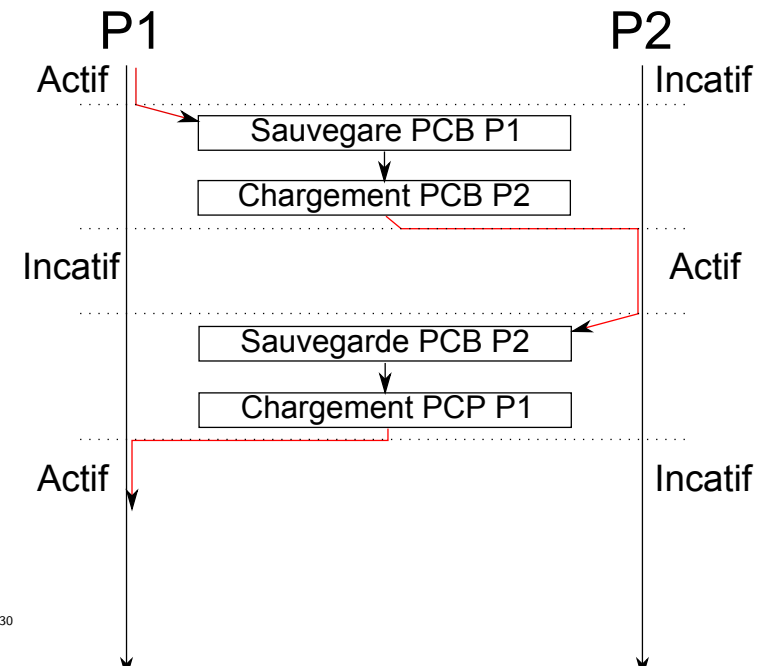 P1
P2
Actif
Incatif
Sauvegare PCB P1
Chargement PCB P2
Incatif
Actif
Sauvegarde PCB P2
Chargement PCP P1
Actif
Incatif
30